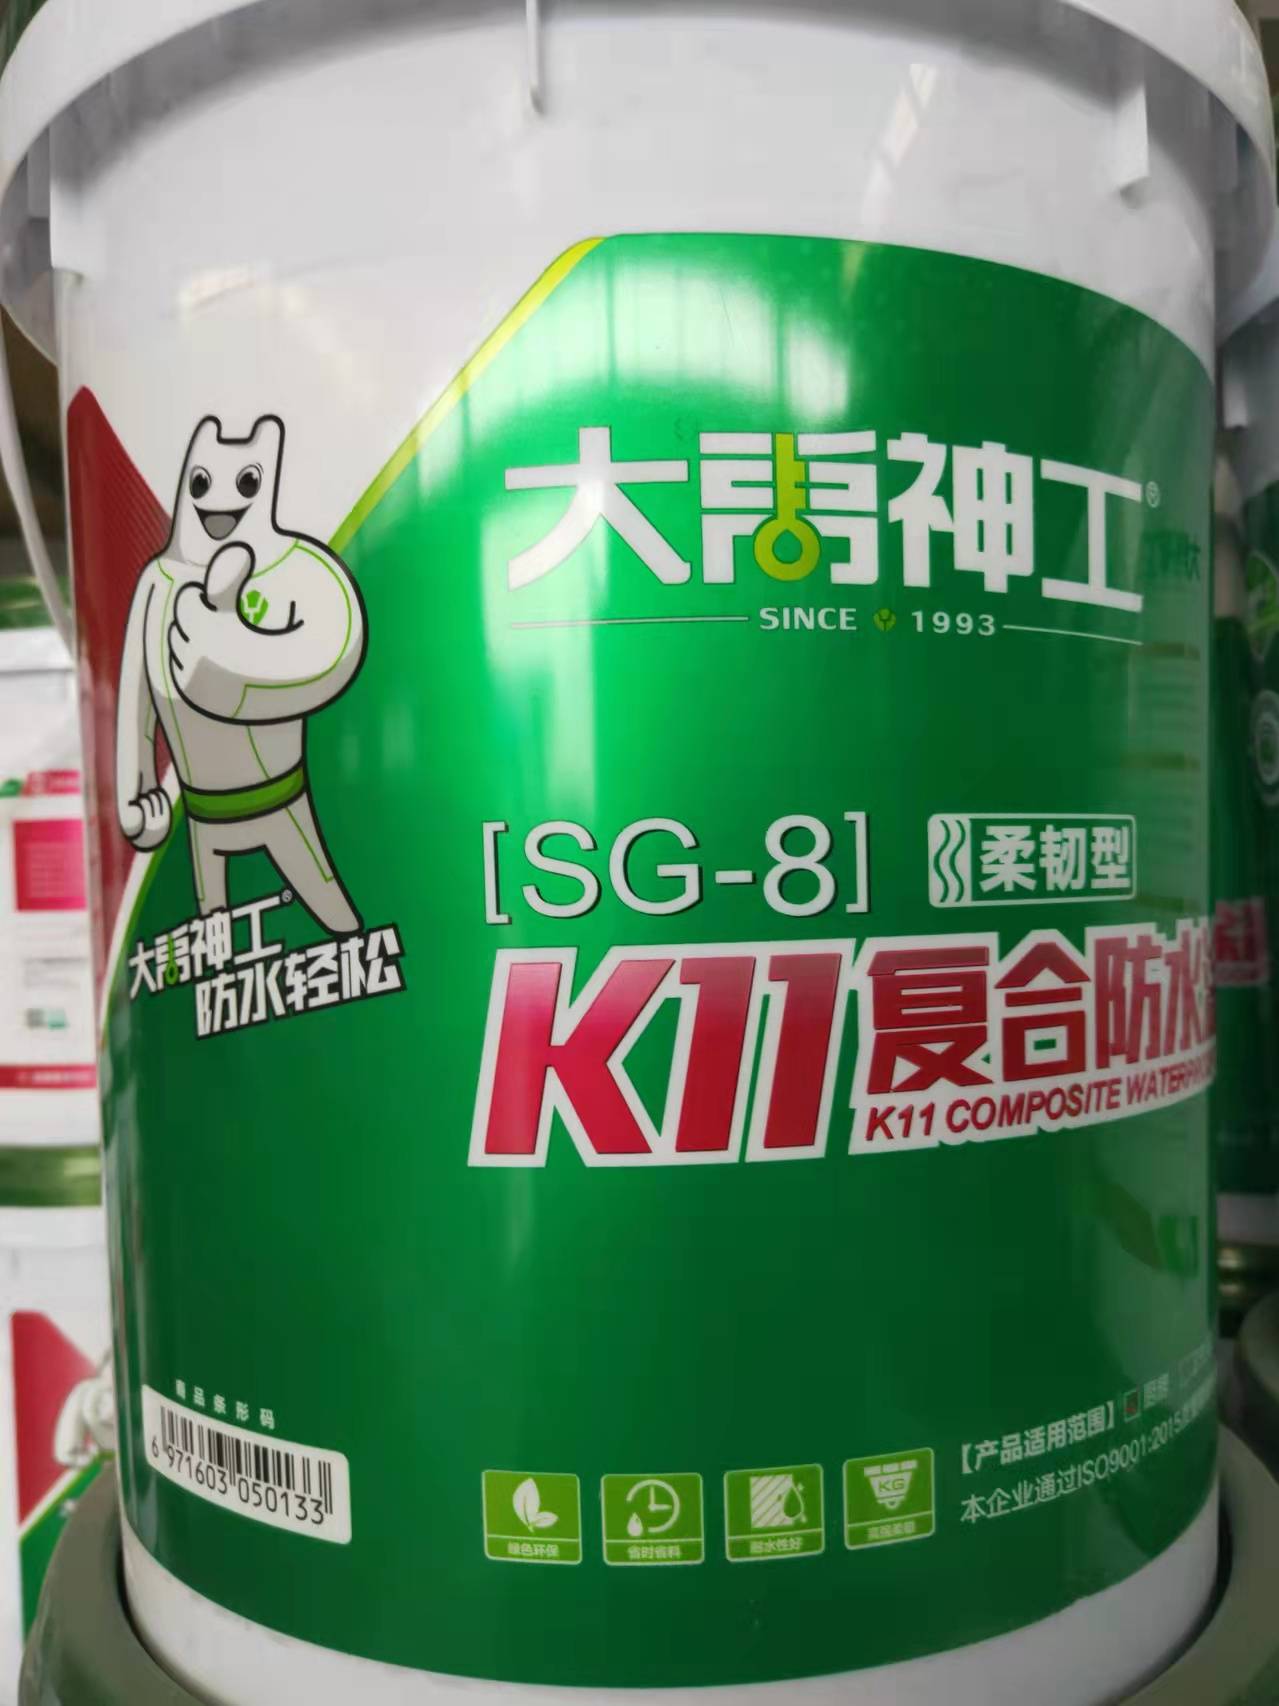 大禹神工®
SINCE 1993
[SG-8] 柔韧型
K11复合防水
K11 COMPOSITE
大禹神工®
防水轻松
商品条形码
6 971603 050133
绿色环保
省时省料
耐水性好
KG
【产品适用范围】
本企业通过ISO9001:2015